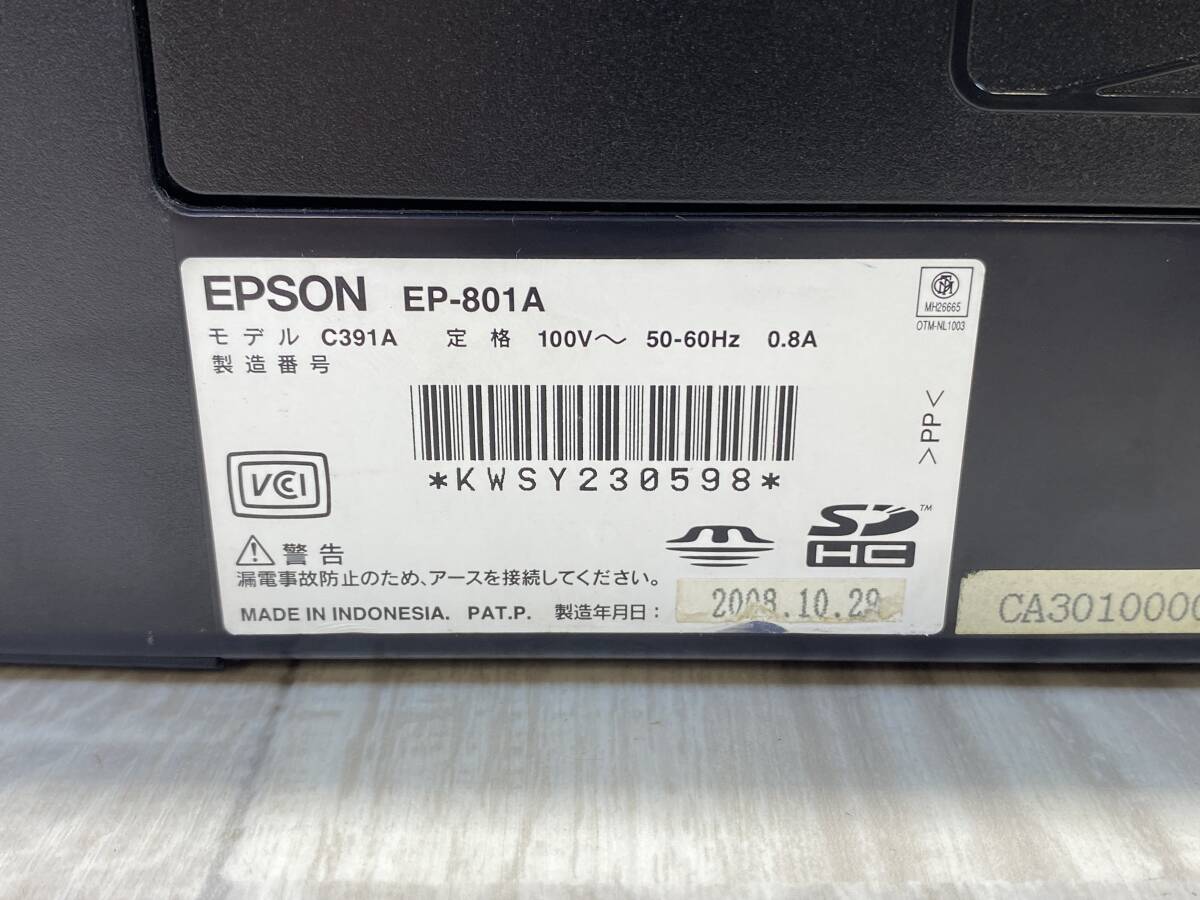 EPSON EP-801A
モデル C391A 定格 100V～ 50-60Hz 0.8A
製造番号
MH26665
OTM-NL1003
>PP<
*KWSY230598*
VCCI
SD™
HC
⚠警告
漏電事故防止のため、アースを接続してください。
MADE IN INDONESIA. PAT.P. 製造年月日: 2008.10.29
CA3010000